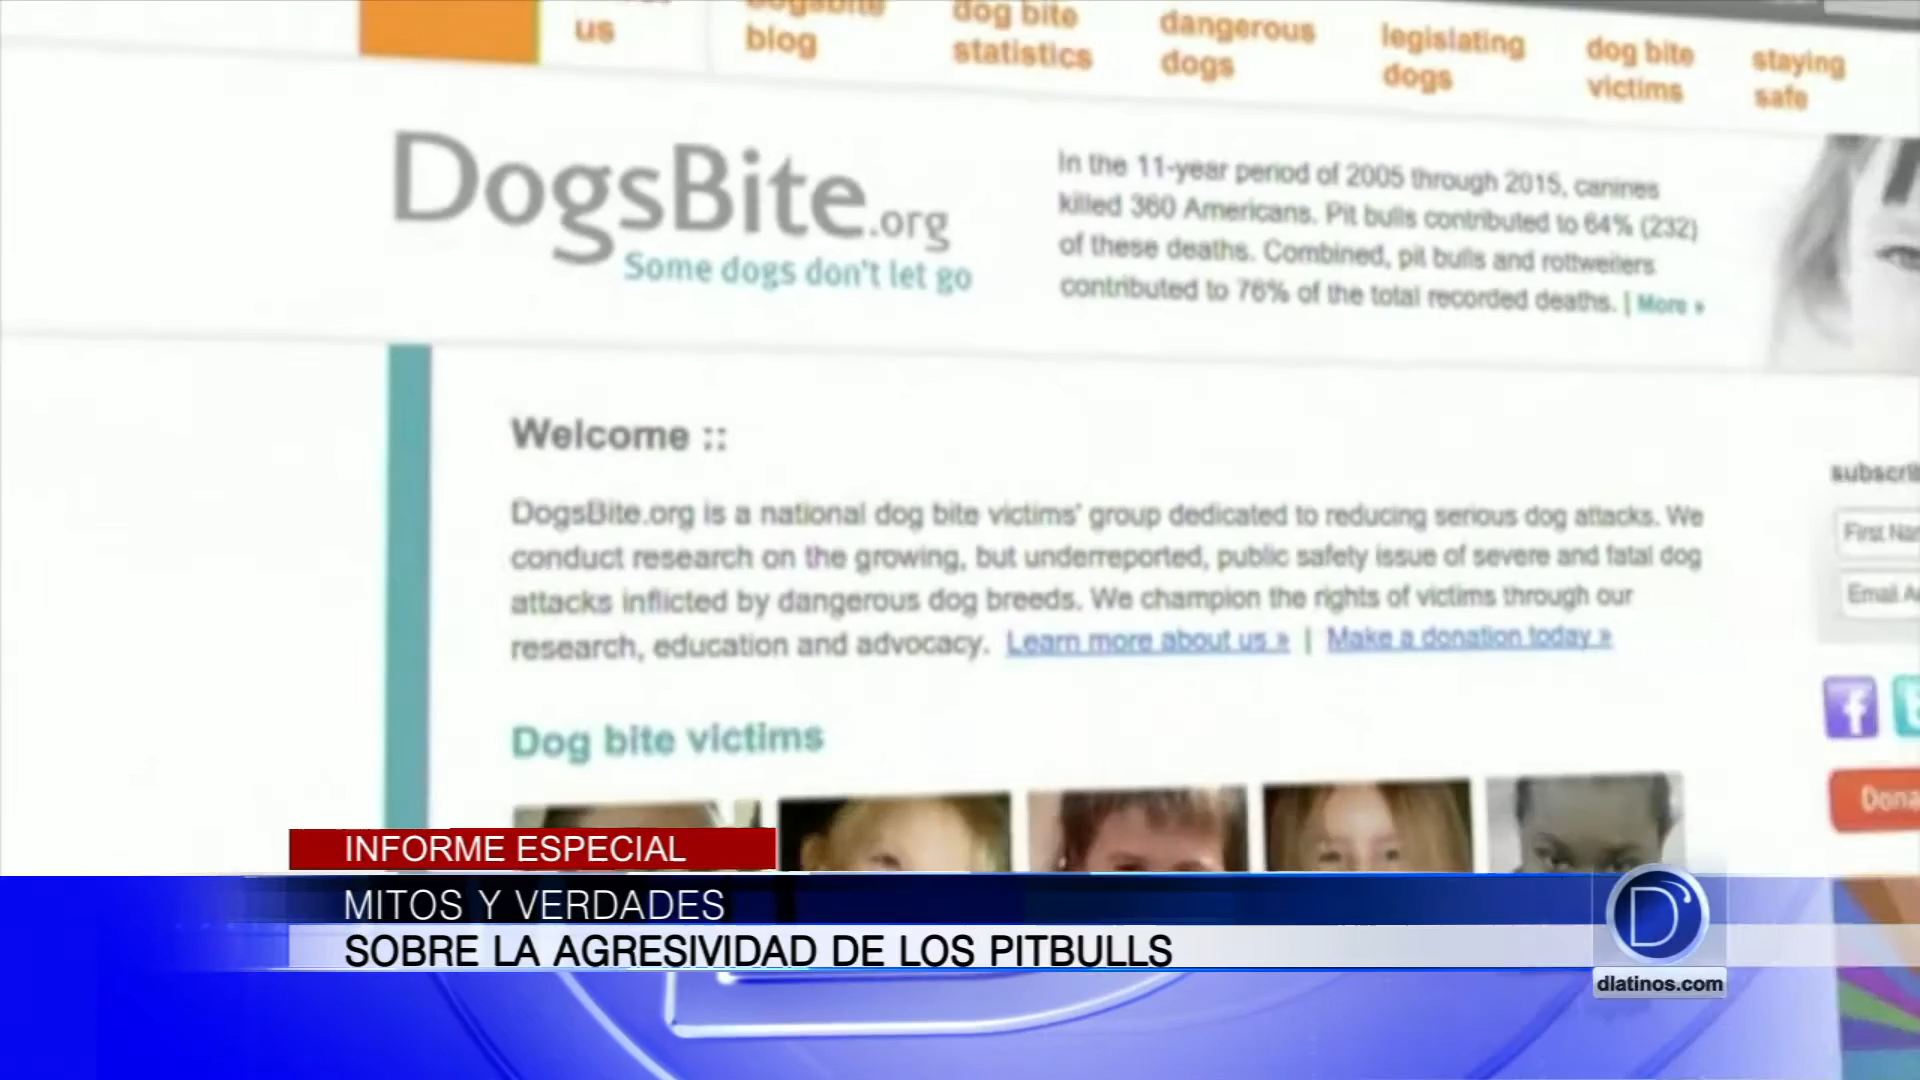 us
dogsbite
blog
dog bite
statistics
dangerous
dogs
legislating
dogs
dog bite
victims
staying
safe
DogsBite.org
Some dogs don't let go
In the 11-year period of 2005 through 2015, canines
killed 360 Americans. Pit bulls contributed to 64% (232)
of these deaths. Combined, pit bulls and rottweilers
contributed to 76% of the total recorded deaths. | More »
Welcome ::
DogsBite.org is a national dog bite victims' group dedicated to reducing serious dog attacks. We
conduct research on the growing, but underreported, public safety issue of severe and fatal dog
attacks inflicted by dangerous dog breeds. We champion the rights of victims through our
research, education and advocacy. Learn more about us » | Make a donation today »
subscri
First Na
Email A
f
t
Dona
Dog bite victims
INFORME ESPECIAL
MITOS Y VERDADES
SOBRE LA AGRESIVIDAD DE LOS PITBULLS
D
dlatinos.com